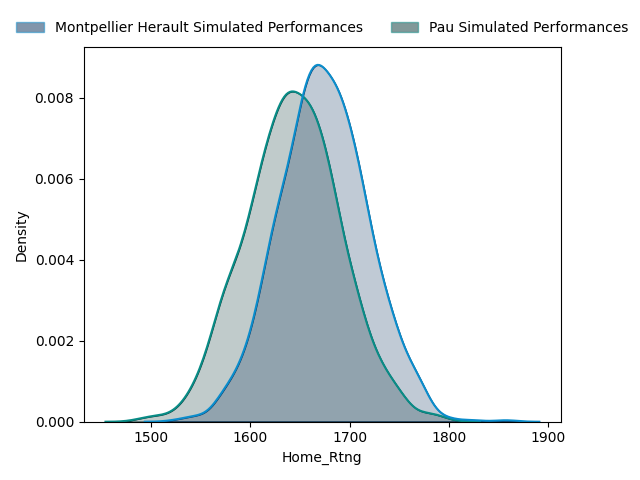 Montpellier Herault Simulated Performances Pau Simulated Performances
0.008
0.006
0.004
0.002
0.000
Density
1500 1600 1700 1800 1900
Home_Rtng